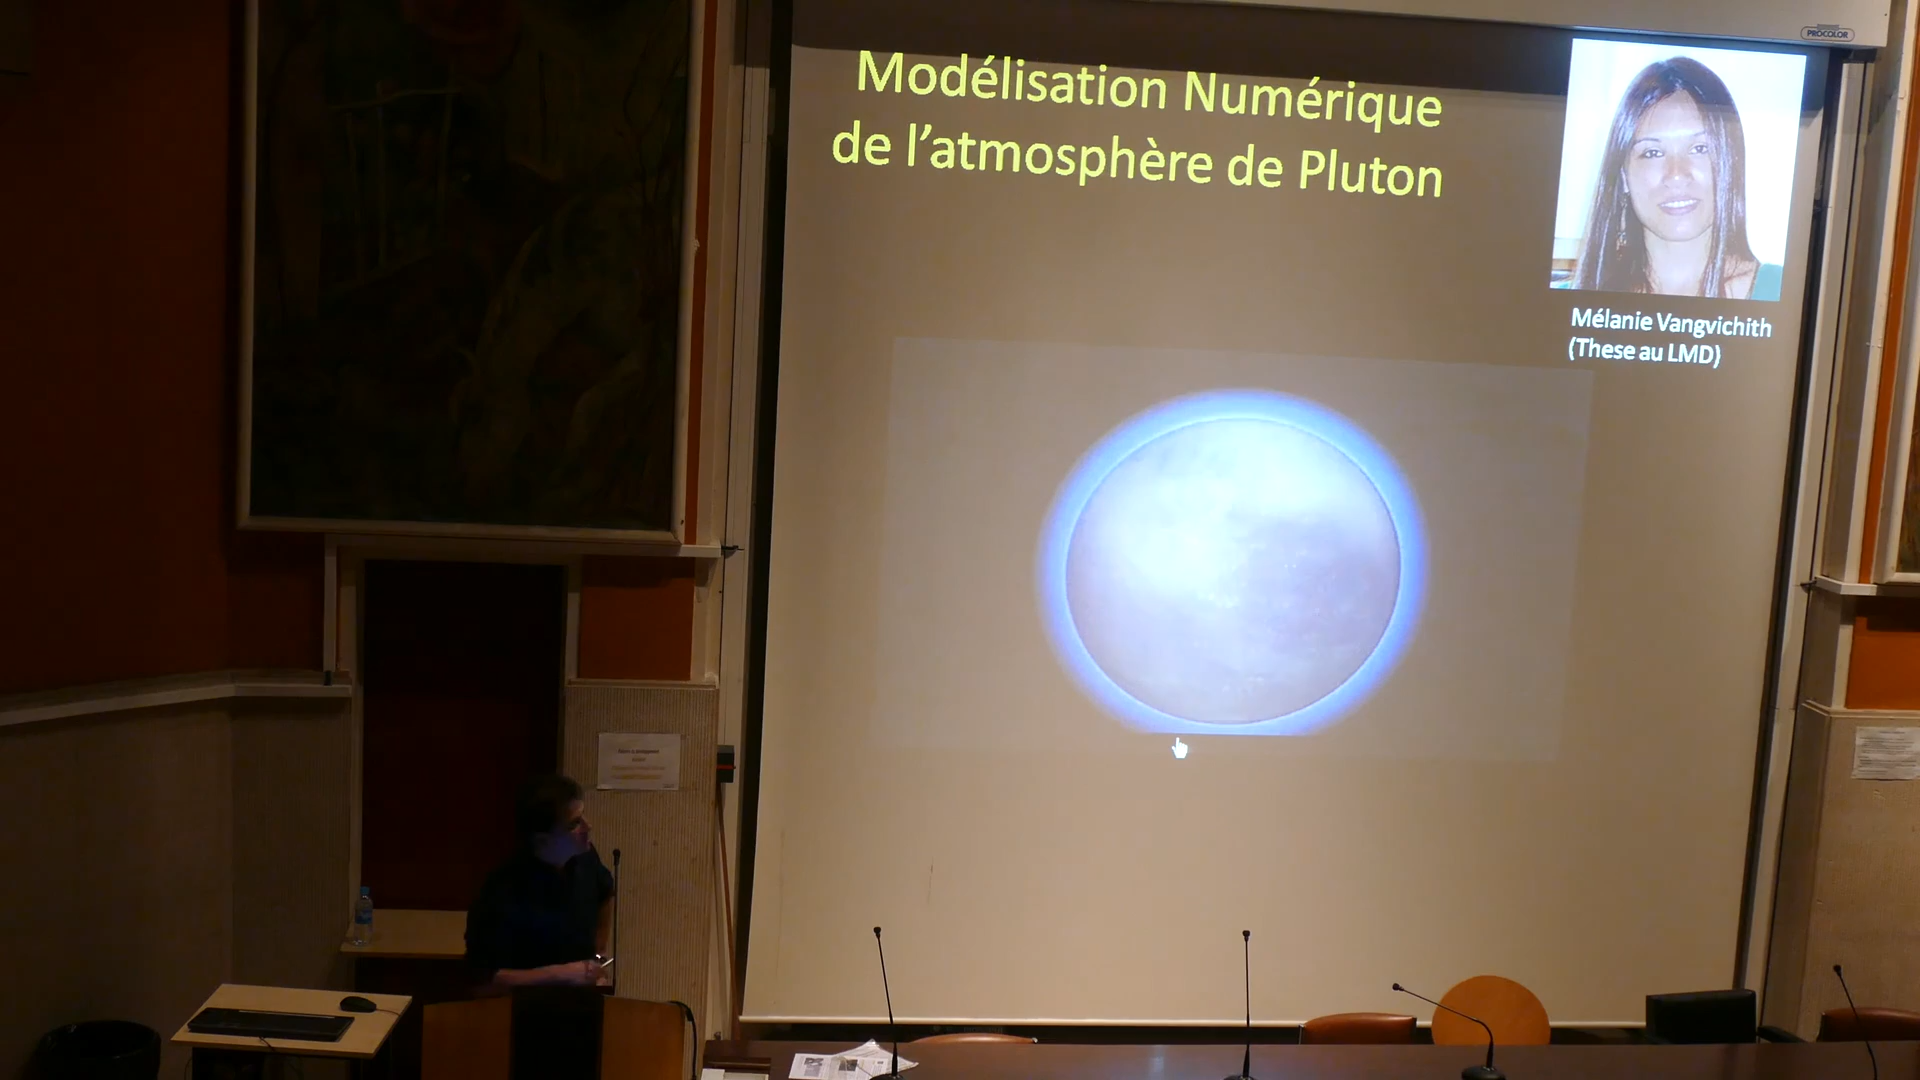 PROCOLOR
Modélisation Numérique
de l'atmosphère de Pluton
Mélanie Vangvichith
(These au LMD)